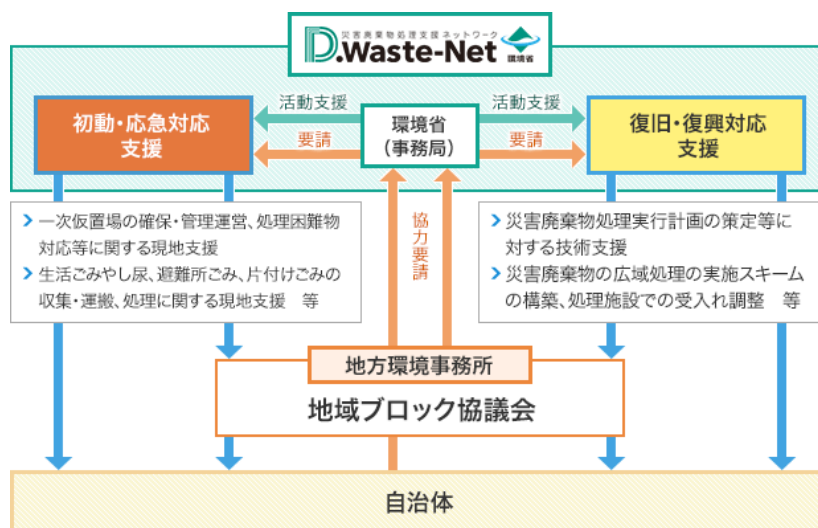 災害廃棄物処理支援ネットワーク
D.Waste-Net
環境省
初動・応急対応
支援
活動支援
要請
環境省
(事務局)
活動支援
要請
復旧・復興対応
支援
一次仮置場の確保・管理運営、処理困難物
対応等に関する現地支援
生活ごみやし尿、避難所ごみ、片付けごみの
収集・運搬、処理に関する現地支援 等
協力要請
災害廃棄物処理実行計画の策定等に
対する技術支援
災害廃棄物の広域処理の実施スキーム
の構築、処理施設での受入れ調整 等
地方環境事務所
地域ブロック協議会
自治体